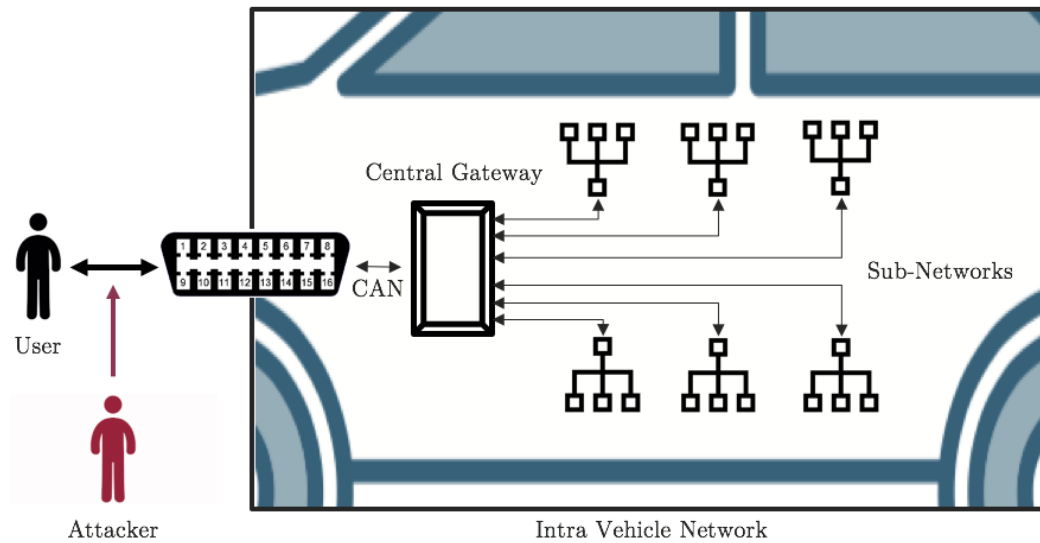 Central Gateway
1 2 3 4 5 6 7 8
9 10 11 12 13 14 15 16
CAN
Sub-Networks
User
Attacker
Intra Vehicle Network